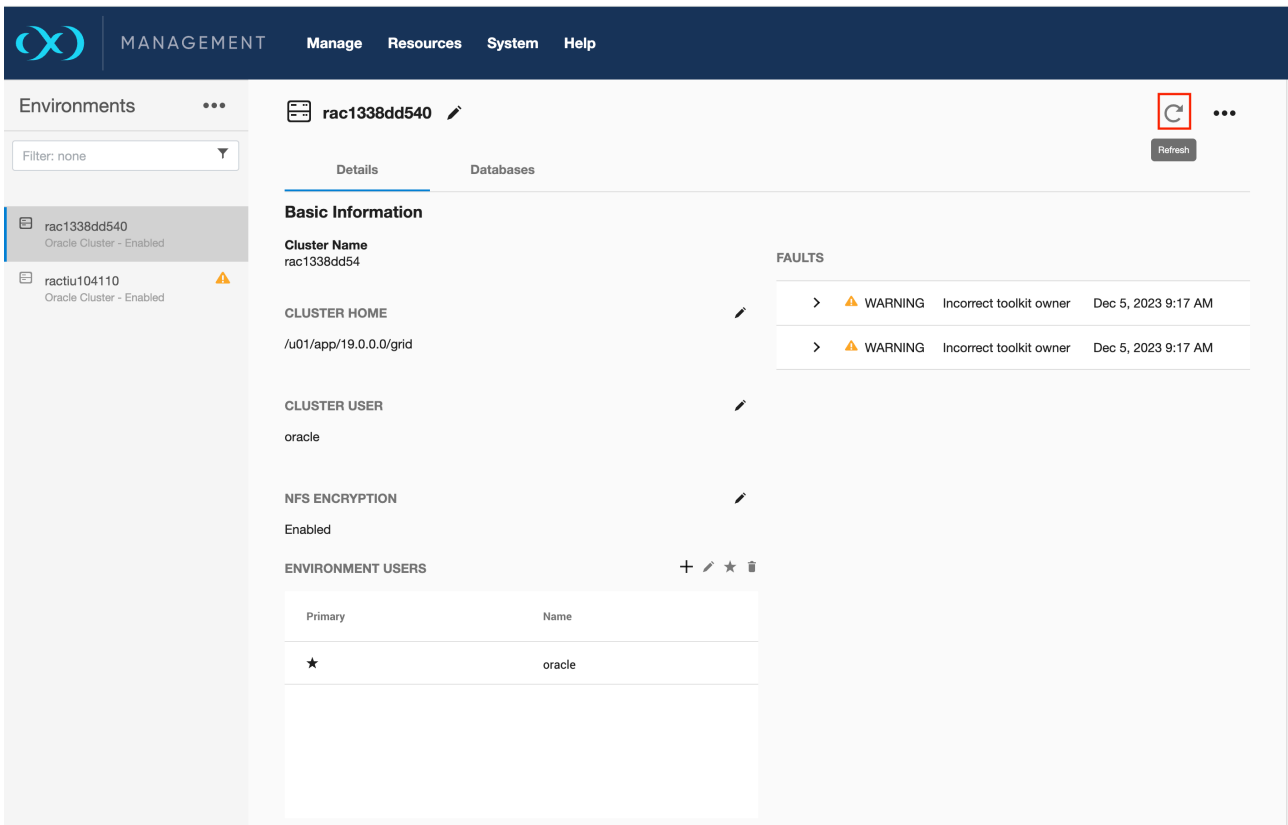 MANAGEMENT Manage Resources System Help
Environments
Filter: none
rac1338dd540
Oracle Cluster - Enabled
ractiu104110
Oracle Cluster - Enabled
rac1338dd540
Refresh
Details Databases
Basic Information
Cluster Name
rac1338dd54
CLUSTER HOME
/u01/app/19.0.0.0/grid
CLUSTER USER
oracle
NFS ENCRYPTION
Enabled
ENVIRONMENT USERS
Primary Name
oracle
FAULTS
WARNING Incorrect toolkit owner Dec 5, 2023 9:17 AM
WARNING Incorrect toolkit owner Dec 5, 2023 9:17 AM